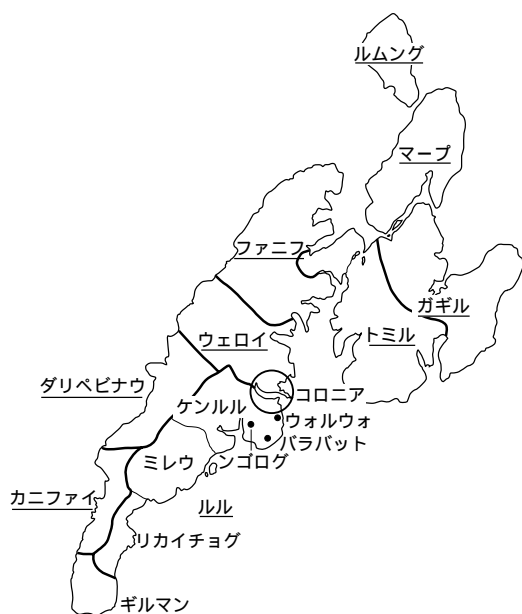 ルムング
マープ
ファニフ
ガギル
ウェロイ
トミル
ダリペビナウ
コロニア
ケンルル
ウォルウォ
バラバット
ミレウ
ンゴログ
カニファイ
ルル
リカイチョグ
ギルマン